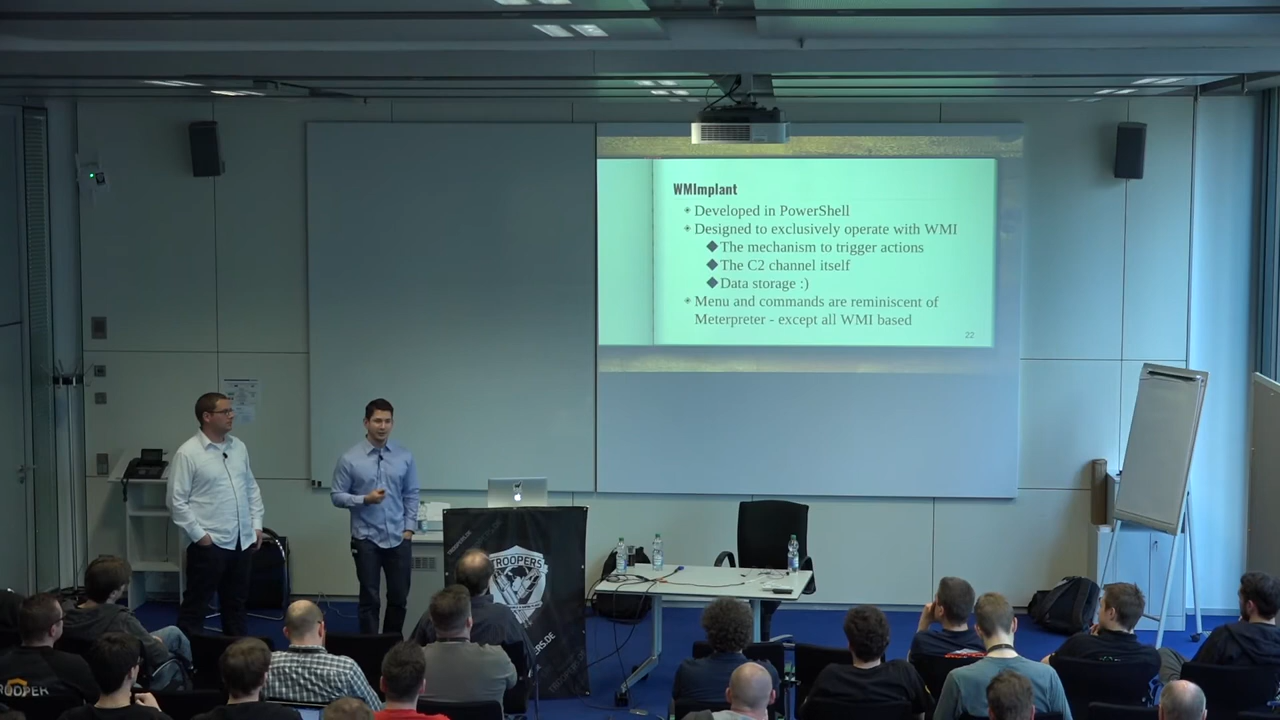 WMImplant
Developed in PowerShell
Designed to exclusively operate with WMI
The mechanism to trigger actions
The C2 channel itself
Data storage :)
Menu and commands are reminiscent of
Meterpreter - except all WMI based
22
TROOPERS
TROOPER